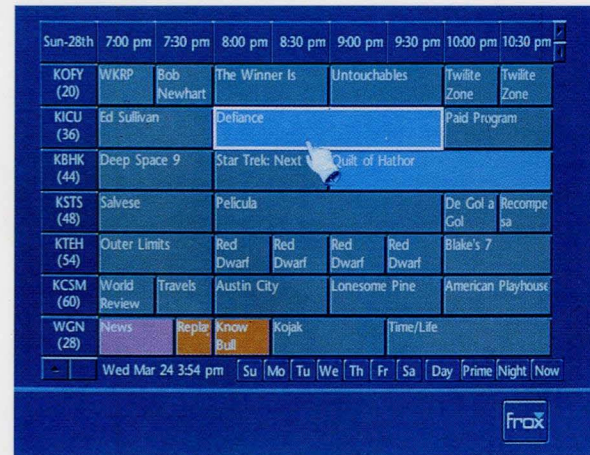 Sun-28th 7:00 pm 7:30 pm 8:00 pm 8:30 pm 9:00 pm 9:30 pm 10:00 pm 10:30 pm
KOFY (20) WKRP Bob Newhart The Winner Is Untouchables Twilite Zone Twilite Zone
KICU (36) Ed Sullivan Defiance Paid Program
KBHK (44) Deep Space 9 Star Trek: Next Quilt of Hathor
KSTS (48) Salvese Pelicula De Gol a Gol Recompe sa
KTEH (54) Outer Limits Red Dwarf Red Dwarf Red Dwarf Red Dwarf Blake's 7
KCSM (60) World Review Travels Austin City Lonesome Pine American Playhouse
WGN (28) News Replay Know Bull Kojak Time/Life
Wed Mar 24 3:54 pm Su Mo Tu We Th Fr Sa Day Prime Night Now
frox